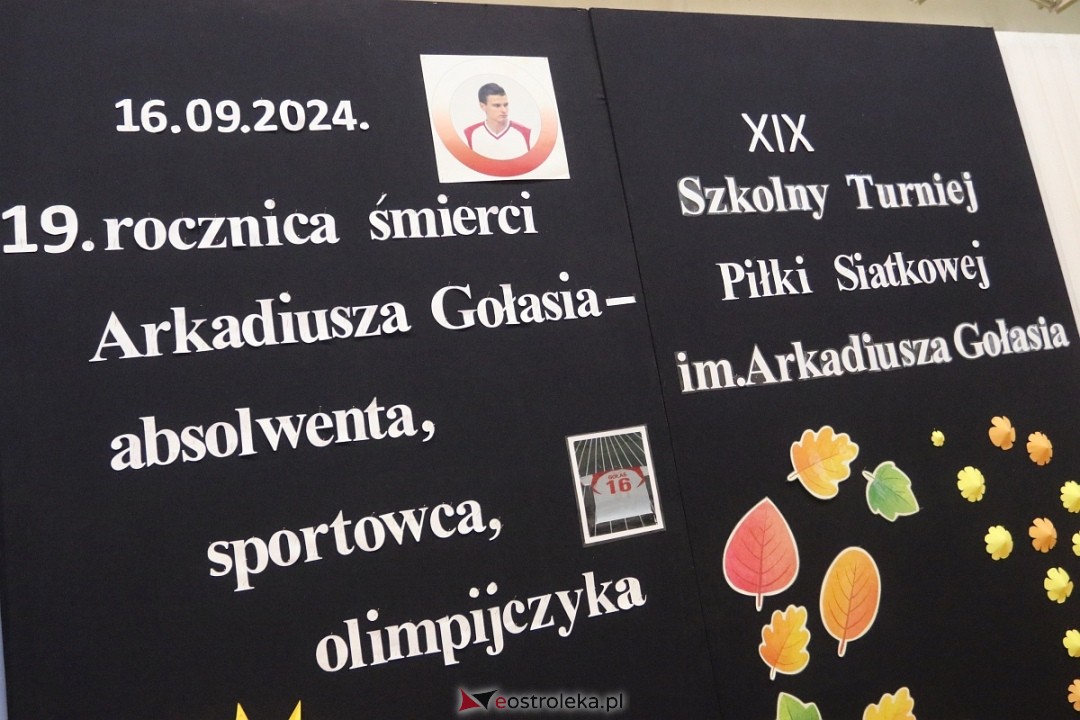 16.09.2024.
19. rocznica śmierci
Arkadiusza Gołasia –
absolwenta,
sportowca,
olimpijczyka
GOŁAŚ
16
XIX
Szkolny Turniej
Piłki Siatkowej
im. Arkadiusza Gołasia
eostroleka.pl